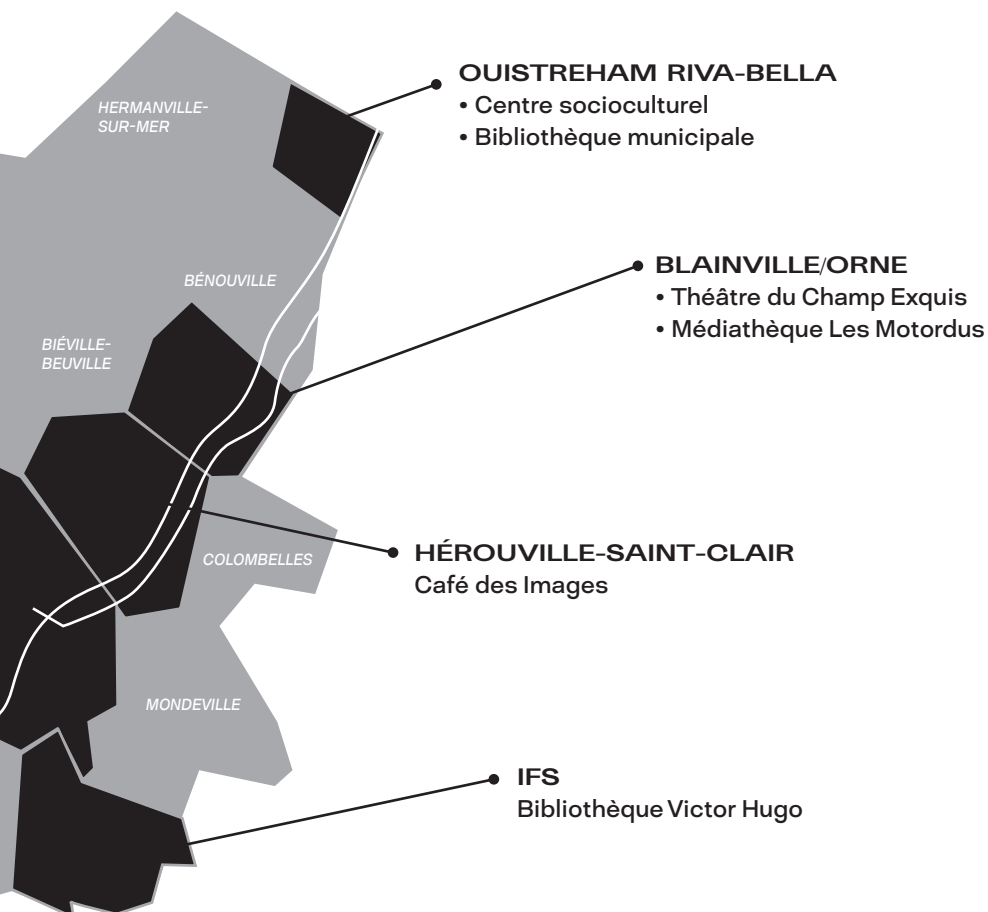 HERMANVILLE-
SUR-MER
OUISTREHAM RIVA-BELLA
• Centre socioculturel
• Bibliothèque municipale
BÉNOUVILLE
BLAINVILLE/ORNE
• Théâtre du Champ Exquis
• Médiathèque Les Motordus
BIÉVILLE-
BEUVILLE
COLOMBELLES
HÉROUVILLE-SAINT-CLAIR
Café des Images
MONDEVILLE
IFS
Bibliothèque Victor Hugo